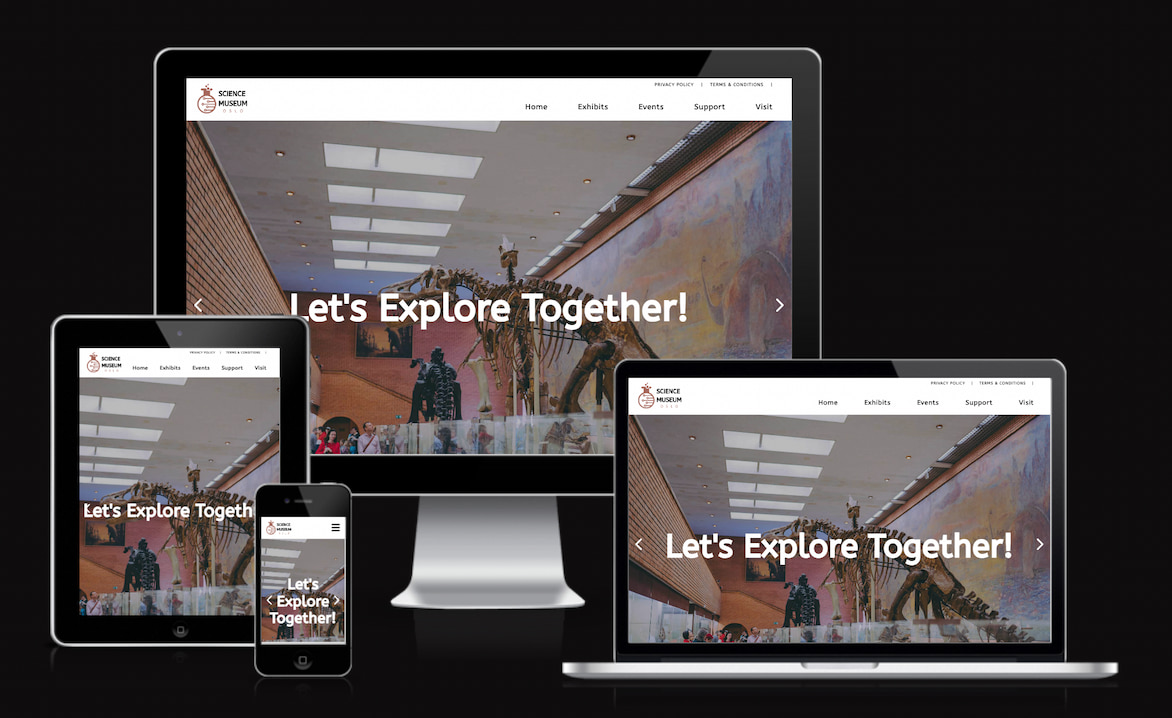 SCIENCE
MUSEUM
OSLO
PRIVACY POLICY | TERMS & CONDITIONS |
Home Exhibits Events Support Visit
Let's Explore Together!
SCIENCE
MUSEUM
OSLO
PRIVACY POLICY | TERMS & CONDITIONS |
Home Exhibits Events Support Visit
Let's Explore Togeth
SCIENCE
MUSEUM
OSLO
Let's
Explore
Together!
SCIENCE
MUSEUM
OSLO
PRIVACY POLICY | TERMS & CONDITIONS |
Home Exhibits Events Support Visit
Let's Explore Together!